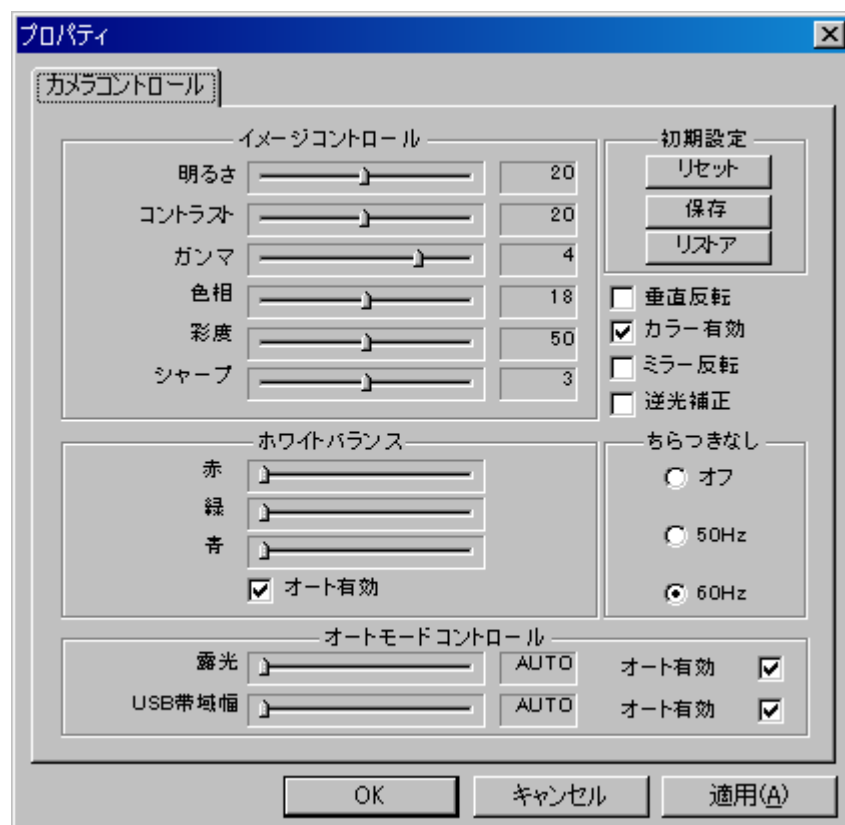 プロパティ
カメラコントロール
イメージコントロール
明るさ 20
コントラスト 20
ガンマ 4
色相 18
彩度 50
シャープ 3
初期設定
リセット
保存
リストア
垂直反転
カラー有効
ミラー反転
逆光補正
ホワイトバランス
赤
緑
青
オート有効
ちらつきなし
オフ
50Hz
60Hz
オートモードコントロール
露光 AUTO オート有効
USB帯域幅 AUTO オート有効
OK キャンセル 適用(A)